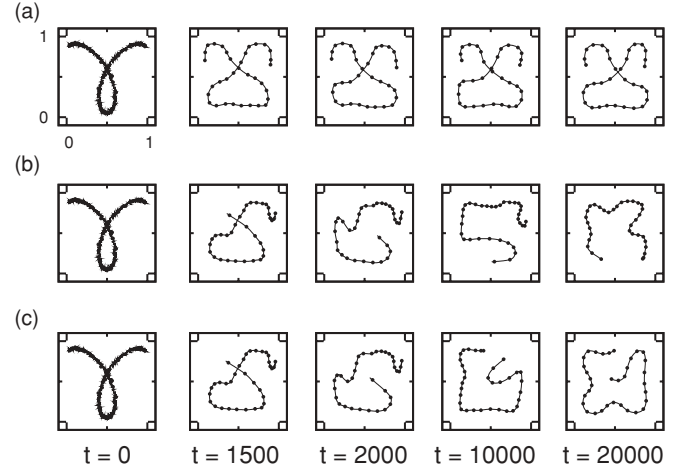 (a)
1
0
0 1
(b)
(c)
t = 0 t = 1500 t = 2000 t = 10000 t = 20000